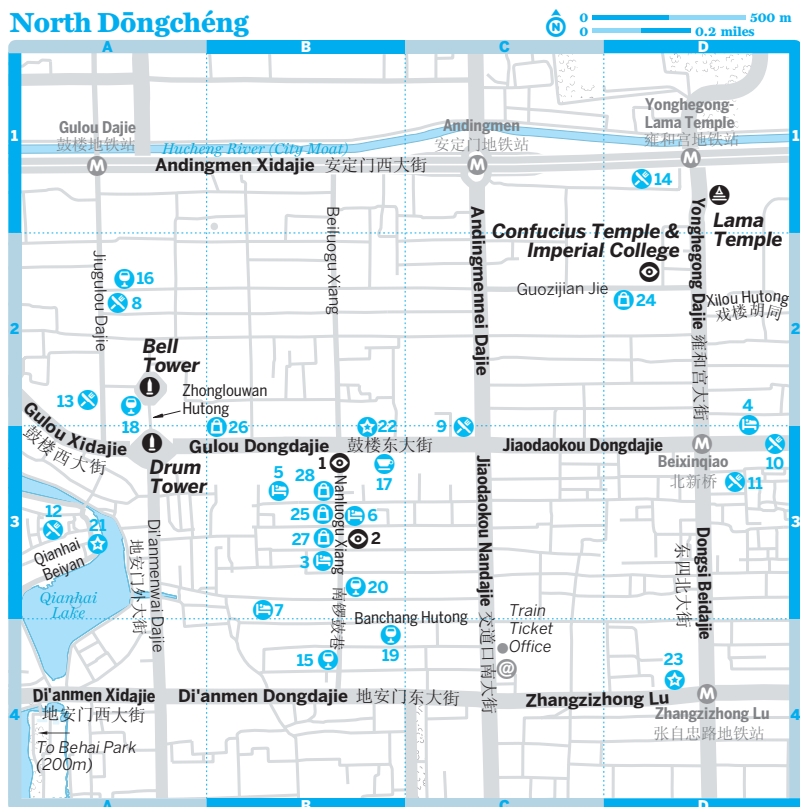 North Dōngchéng
N
0 500 m
0 0.2 miles
A B C D
1 1
Gulou Dajie
鼓楼地铁站
M
Hucheng River (City Moat)
Andingmen
安定门地铁站
M
Yonghegong-
Lama Temple
雍和宫地铁站
M
Andingmen Xidajie 安定门西大街
14
Lama
Temple
Confucius Temple &
Imperial College
Beiluogu Xiang
Andingmennei Dajie
Yonghegong Dajie 雍和宫大街
Jiugulou Dajie
16
8
Guozijian Jie
24
Xilou Hutong
戏楼胡同
2 2
Bell
Tower
Zhonglouwan
Hutong
13
18
26
22
9
4
Gulou Xidajie
鼓楼西大街
Drum
Tower
Gulou Dongdajie 鼓楼东大街
Jiaodaokou Dongdajie
M
Beixinqiao
北新桥
10
11
1
17
5
28
25
6
27
2
3
Nanluogu Xiang 南锣鼓巷
20
7
3 3
12
21
Qianhai
Beiyan
Qianhai
Lake
Di'anmenwai Dajie
地安门外大街
Jiaodaokou Nandajie 交道口南大街
Dongsi Beidajie
东四北大街
Banchang Hutong
19
15
Train
Ticket
Office
@
23
Di'anmen Xidajie
地安门西大街
Di'anmen Dongdajie 地安门东大街
Zhangzizhong Lu
M
Zhangzizhong Lu
张自忠路地铁站
4 4
To Behai Park
(200m)
A B C D